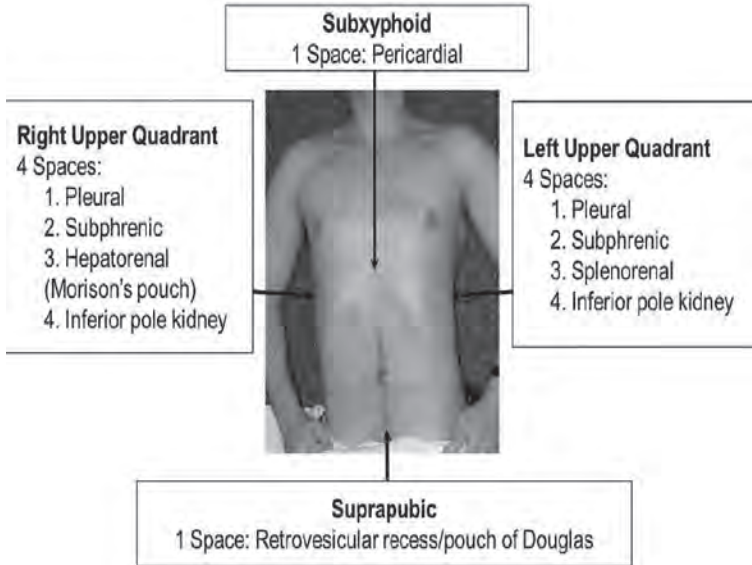 Subxyphoid
1 Space: Pericardial
Right Upper Quadrant
4 Spaces:
1. Pleural
2. Subphrenic
3. Hepatorenal
(Morison's pouch)
4. Inferior pole kidney
Left Upper Quadrant
4 Spaces:
1. Pleural
2. Subphrenic
3. Splenorenal
4. Inferior pole kidney
Suprapubic
1 Space: Retrovesicular recess/pouch of Douglas